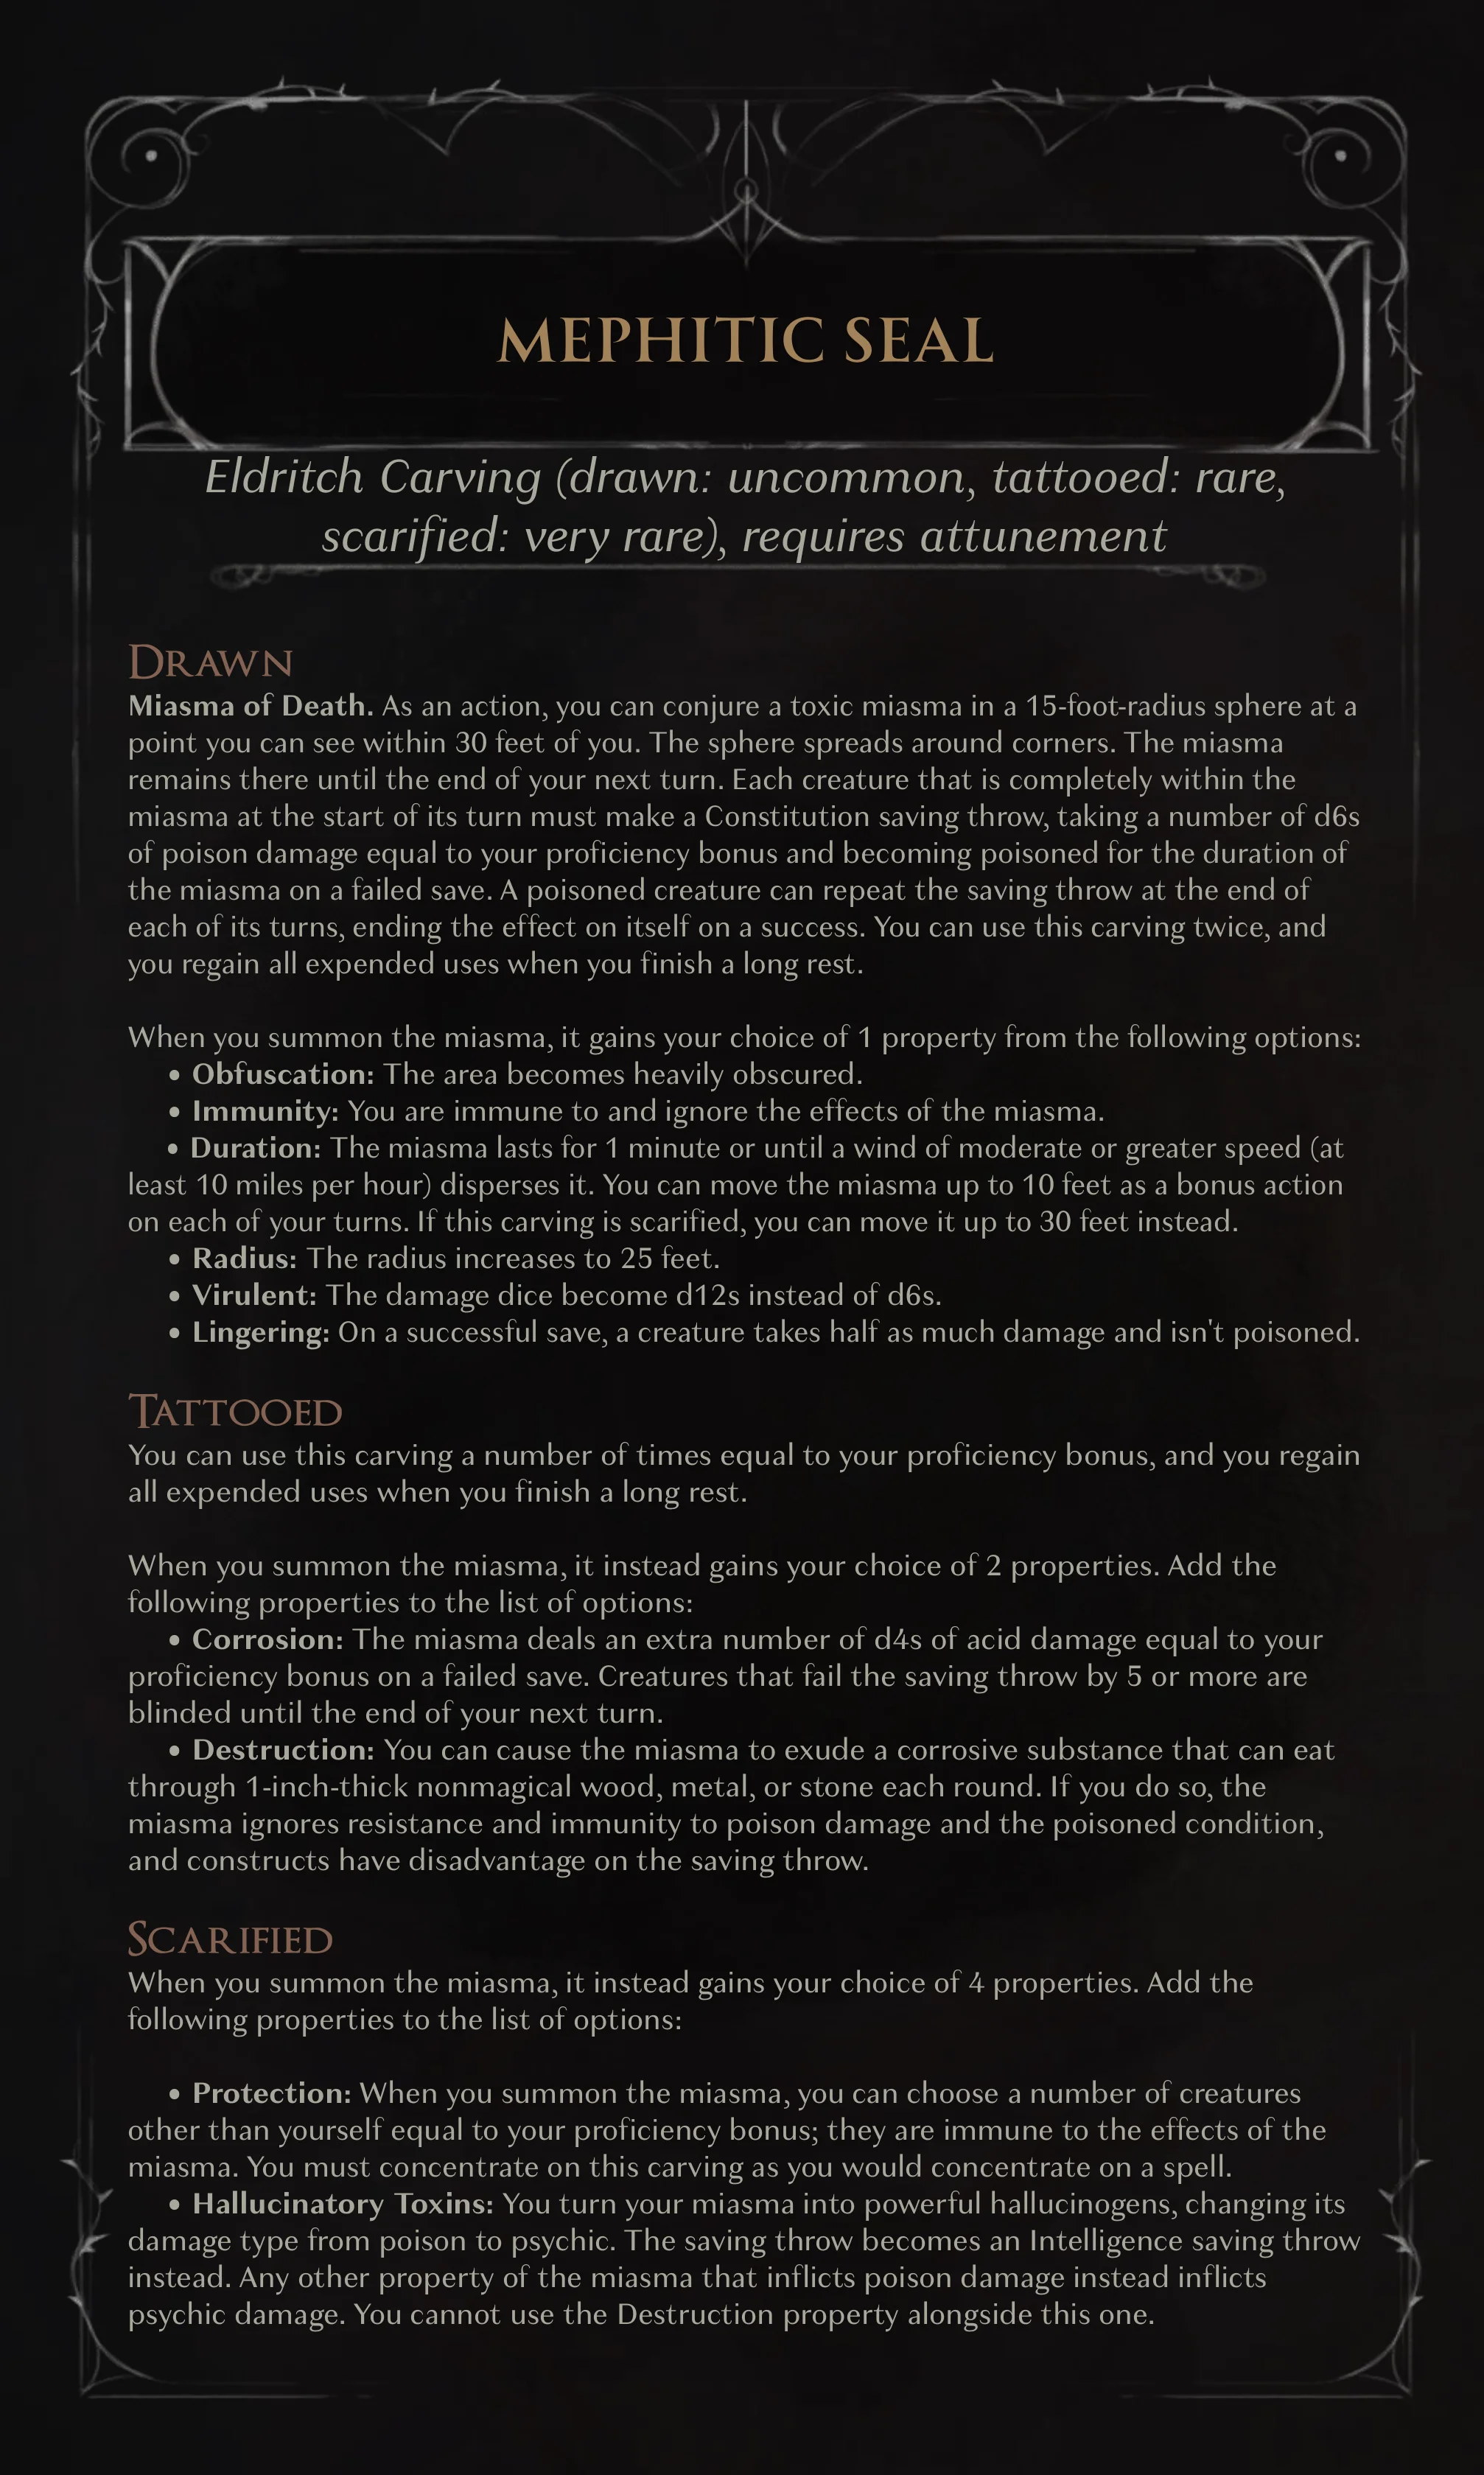 MEPHITIC SEAL
Eldritch Carving (drawn: uncommon, tattooed: rare,
scarified: very rare), requires attunement
DRAWN
Miasma of Death. As an action, you can conjure a toxic miasma in a 15-foot-radius sphere at a
point you can see within 30 feet of you. The sphere spreads around corners. The miasma
remains there until the end of your next turn. Each creature that is completely within the
miasma at the start of its turn must make a Constitution saving throw, taking a number of d6s
of poison damage equal to your proficiency bonus and becoming poisoned for the duration of
the miasma on a failed save. A poisoned creature can repeat the saving throw at the end of
each of its turns, ending the effect on itself on a success. You can use this carving twice, and
you regain all expended uses when you finish a long rest.
When you summon the miasma, it gains your choice of 1 property from the following options:
• Obfuscation: The area becomes heavily obscured.
• Immunity: You are immune to and ignore the effects of the miasma.
• Duration: The miasma lasts for 1 minute or until a wind of moderate or greater speed (at
least 10 miles per hour) disperses it. You can move the miasma up to 10 feet as a bonus action
on each of your turns. If this carving is scarified, you can move it up to 30 feet instead.
• Radius: The radius increases to 25 feet.
• Virulent: The damage dice become d12s instead of d6s.
• Lingering: On a successful save, a creature takes half as much damage and isn't poisoned.
TATTOOED
You can use this carving a number of times equal to your proficiency bonus, and you regain
all expended uses when you finish a long rest.
When you summon the miasma, it instead gains your choice of 2 properties. Add the
following properties to the list of options:
• Corrosion: The miasma deals an extra number of d4s of acid damage equal to your
proficiency bonus on a failed save. Creatures that fail the saving throw by 5 or more are
blinded until the end of your next turn.
• Destruction: You can cause the miasma to exude a corrosive substance that can eat
through 1-inch-thick nonmagical wood, metal, or stone each round. If you do so, the
miasma ignores resistance and immunity to poison damage and the poisoned condition,
and constructs have disadvantage on the saving throw.
SCARIFIED
When you summon the miasma, it instead gains your choice of 4 properties. Add the
following properties to the list of options:
• Protection: When you summon the miasma, you can choose a number of creatures
other than yourself equal to your proficiency bonus; they are immune to the effects of the
miasma. You must concentrate on this carving as you would concentrate on a spell.
• Hallucinatory Toxins: You turn your miasma into powerful hallucinogens, changing its
damage type from poison to psychic. The saving throw becomes an Intelligence saving throw
instead. Any other property of the miasma that inflicts poison damage instead inflicts
psychic damage. You cannot use the Destruction property alongside this one.